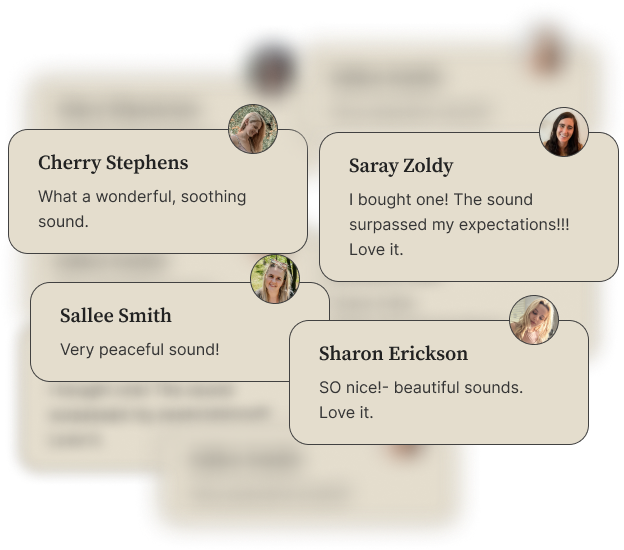 Cherry Stephens
What a wonderful, soothing
sound.
Saray Zoldy
I bought one! The sound
surpassed my expectations!!!
Love it.
Sallee Smith
Very peaceful sound!
Sharon Erickson
SO nice!- beautiful sounds.
Love it.